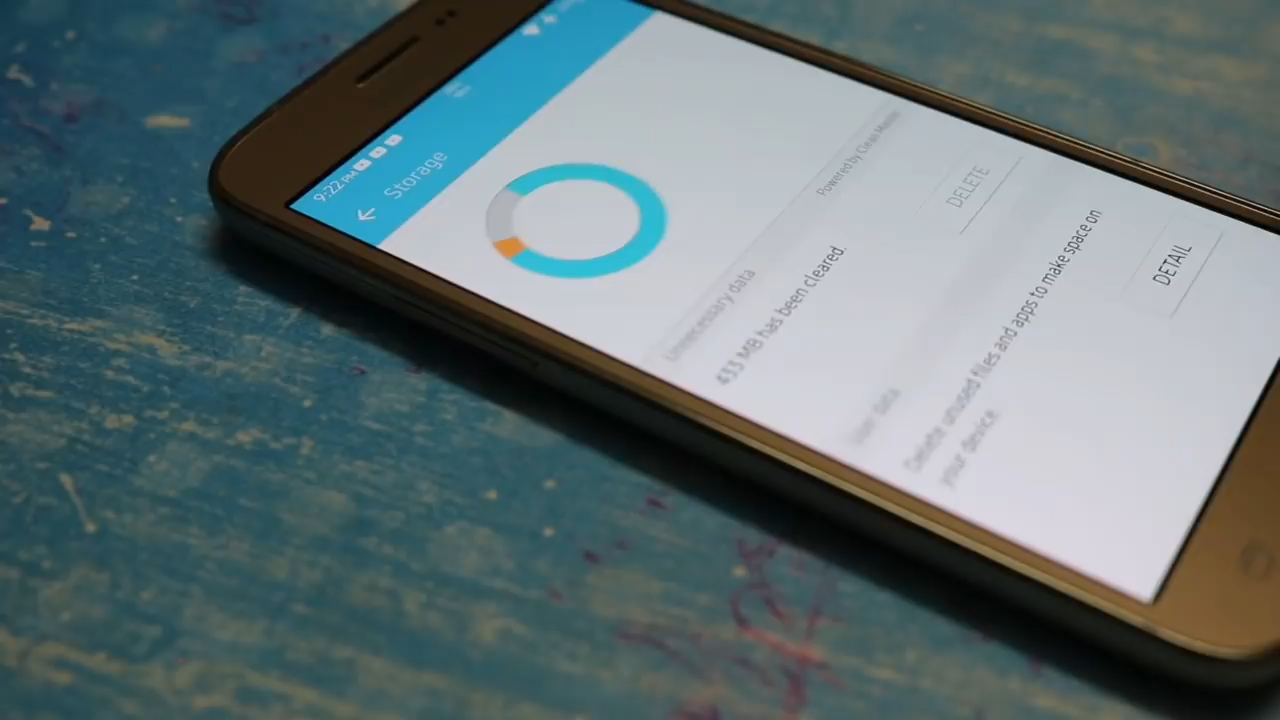 9:22 PM
Storage
Powered by Clean Master
Unnecessary data
433 MB has been cleared.
DELETE
User data
Delete unused files and apps to make space on
your device.
DETAIL